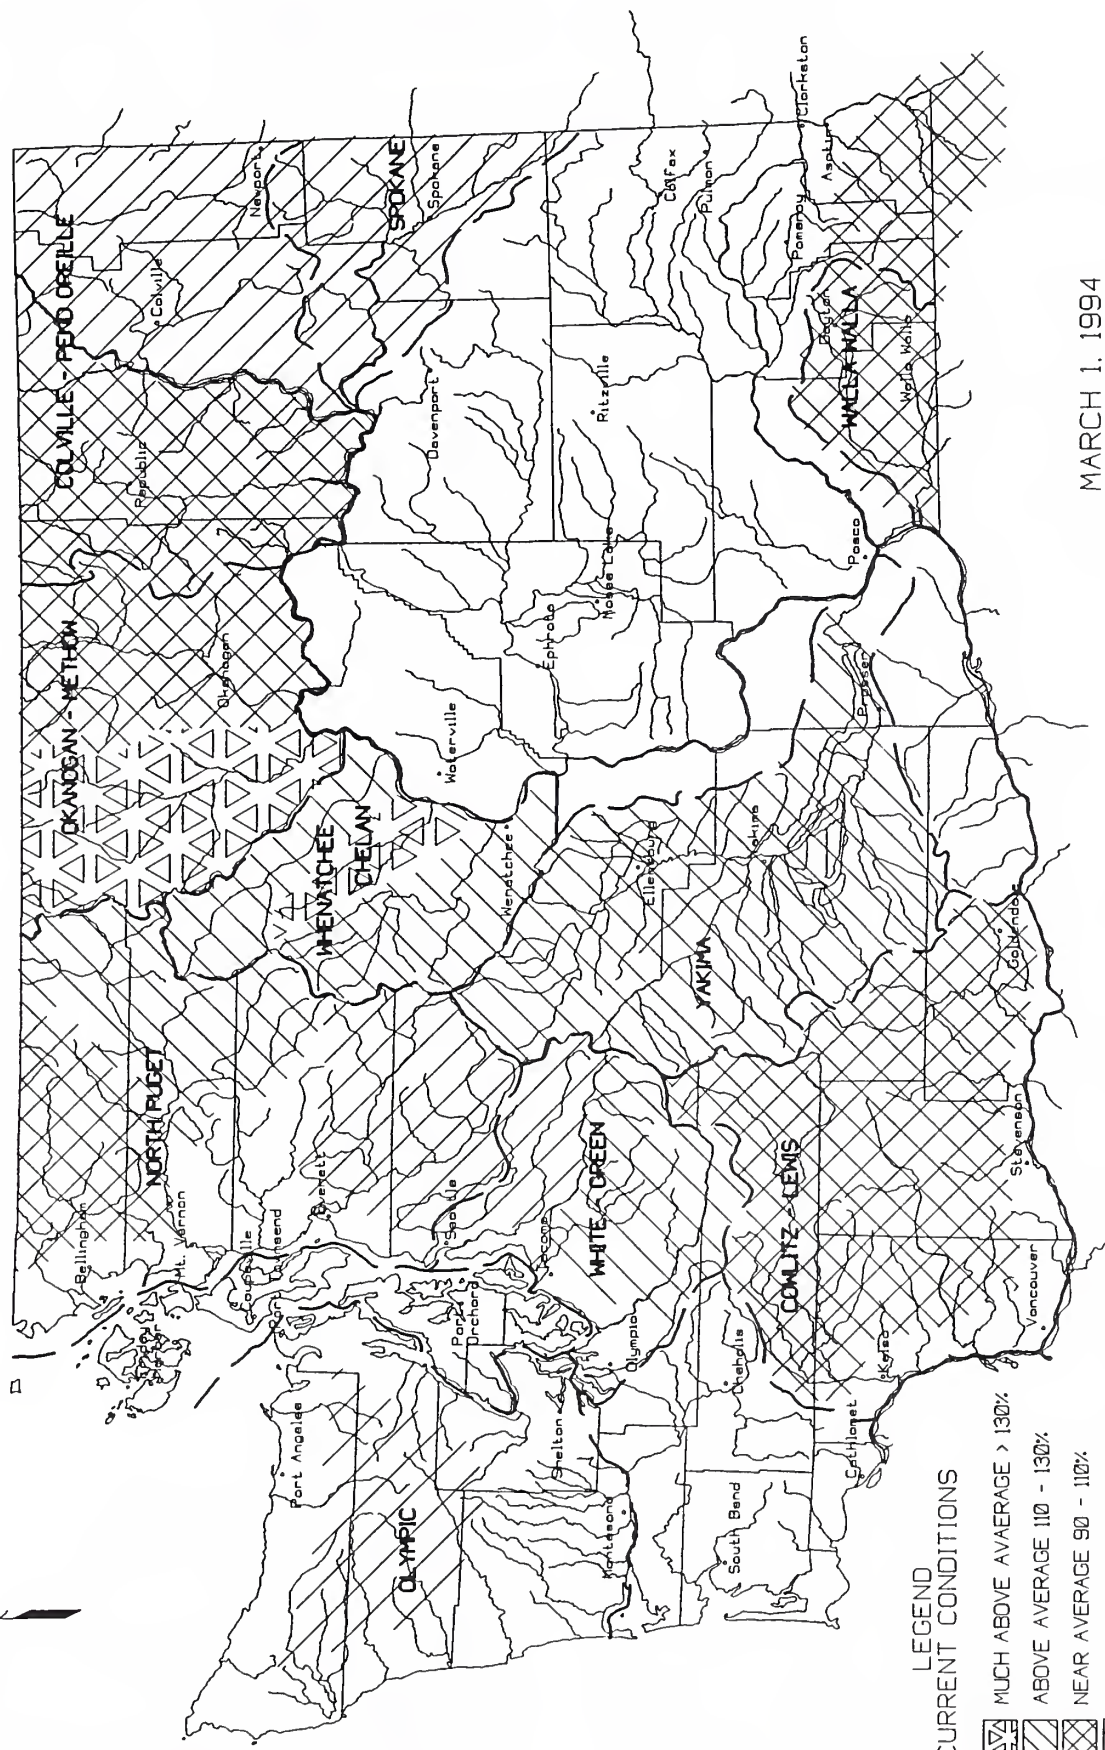 COLVILLE - PEND OREILLE
OKANOGAN - METHOW
NORTH PUGET
SPOKANE
WHENATCHEE
CHELAN
WALLA WALLA
YAKIMA
WHITE - GREEN
COWLITZ - LEWIS
OLYMPIC
Newport
Colville
Republic
Okanogan
Bellingham
Mt. Vernon
Coupeville
Port Townsend
Everett
Seattle
Port
Orchard
Tacoma
Olympia
Shelton
Port Angeles
Montesano
South Bend
Chehalis
Cathlamet
Kelso
Vancouver
Stevenson
Goldendale
Yakima
Ellensburg
Wenatchee
Waterville
Ephrata
Moses Lake
Prosser
Pasco
Ritzville
Davenport
Spokane
Colfax
Pulman
Pomeroy
Clarkston
Asotin
Dayton
Walla Walla
MARCH 1, 1994
LEGEND
CURRENT CONDITIONS
MUCH ABOVE AVAERAGE > 130%
ABOVE AVERAGE 110 - 130%
NEAR AVERAGE 90 - 110%